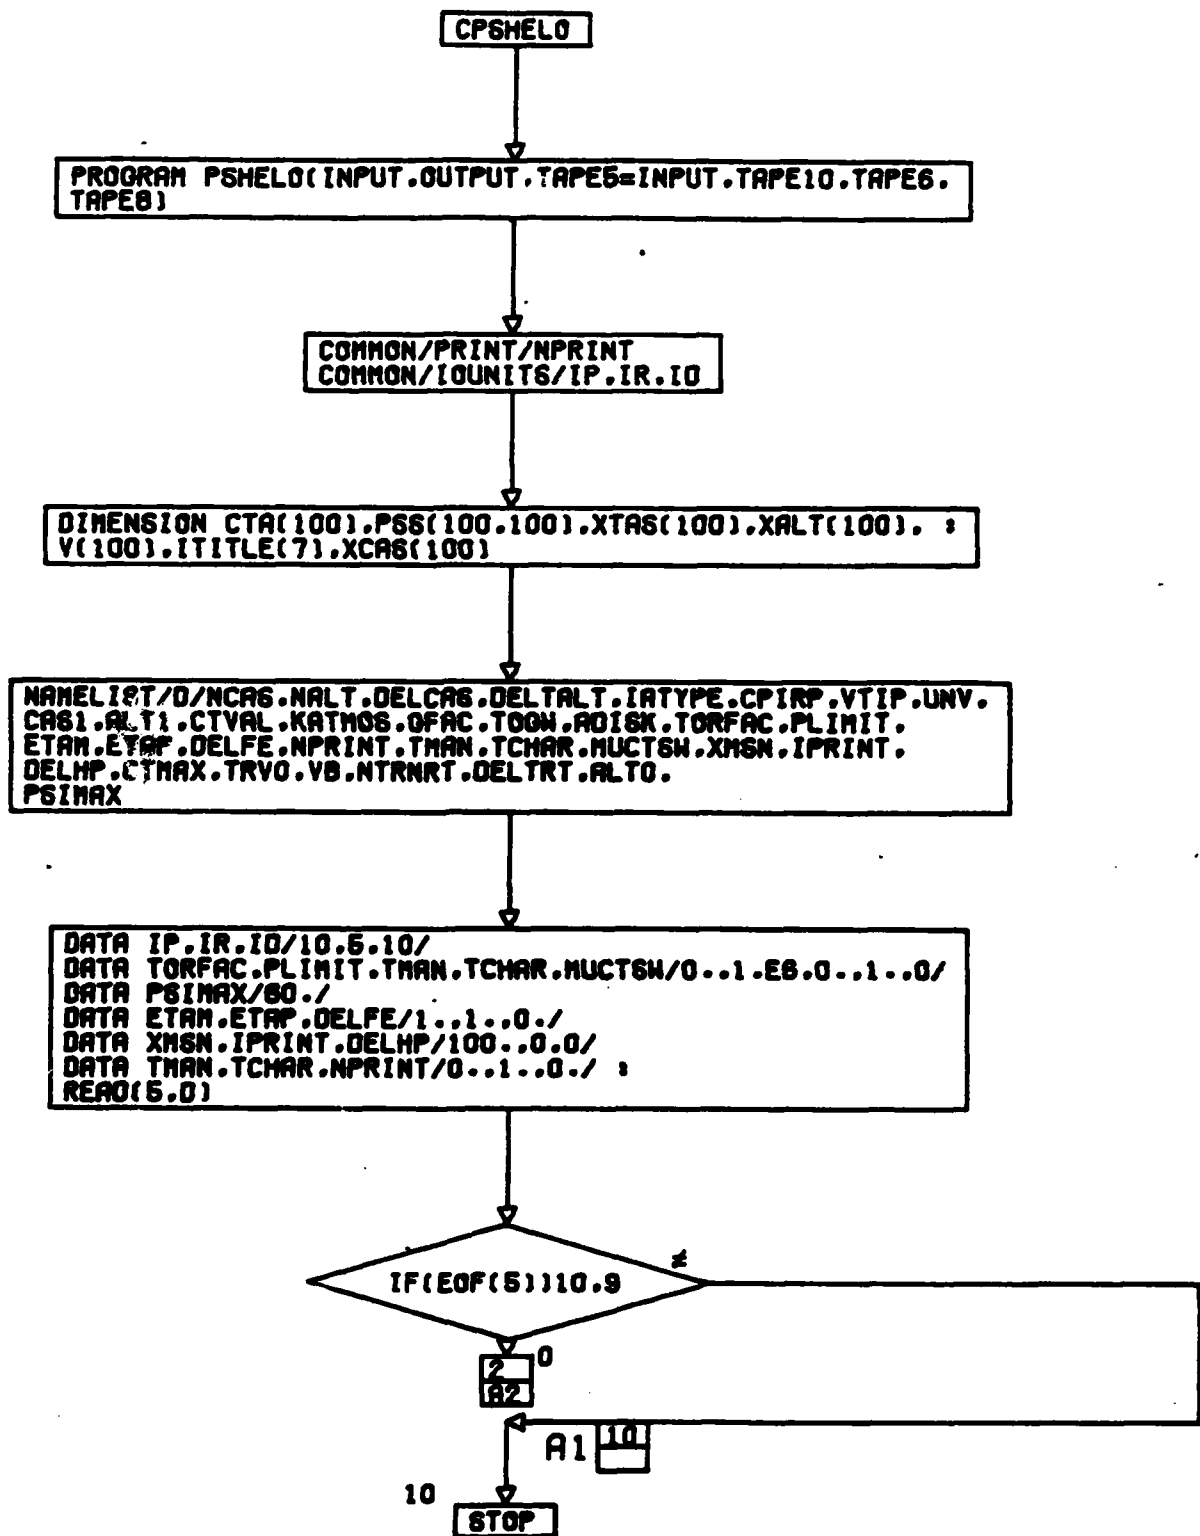 CPSHELO
PROGRAM PSHELO(INPUT.OUTPUT.TAPE5=INPUT.TAPE10.TAPE6.
TAPE8)
COMMON/PRINT/NPRINT
COMMON/IOUNITS/IP.IR.IO
DIMENSION CTA(100).PSS(100.100).XTAS(100).XALT(100). :
V(100).ITITLE(7).XCAS(100)
NAMELIST/D/NCAS.NALT.DELCAS.DELTALT.IATYPE.CPIRP.VTIP.UNV.
CAS1.ALT1.CTVAL.KATMOS.QFAC.TOGW.ADISK.TORFAC.PLIMIT.
ETAM.ETAP.DELFE.NPRINT.TMAN.TCHAR.MUCTSW.XMSN.IPRINT.
DELHP.CTMAX.TRVO.VB.NTRNRT.DELTRT.ALTO.
PSIMAX
DATA IP.IR.IO/10.5.10/
DATA TORFAC.PLIMIT.TMAN.TCHAR.MUCTSW/0..1.E6.0..1..0/
DATA PSIMAX/60./
DATA ETAM.ETAP.DELFE/1..1..0./
DATA XMSN.IPRINT.DELHP/100..0.0/
DATA TMAN.TCHAR.NPRINT/0..1..0./ :
READ(5.D)
IF(EOF(5))10.9
0
2
A2
A1 10
10
STOP